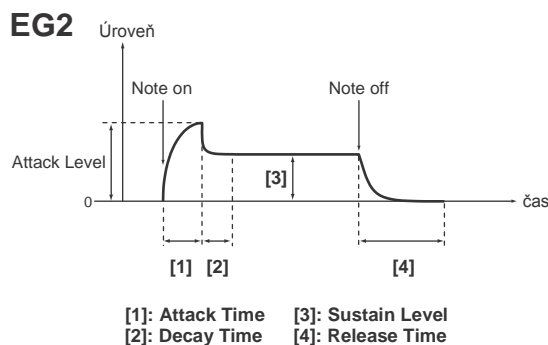 EG2
Úroveň
Note on
Note off
Attack Level
[3]
0
čas
[1] [2] [4]
[1]: Attack Time [3]: Sustain Level
[2]: Decay Time [4]: Release Time